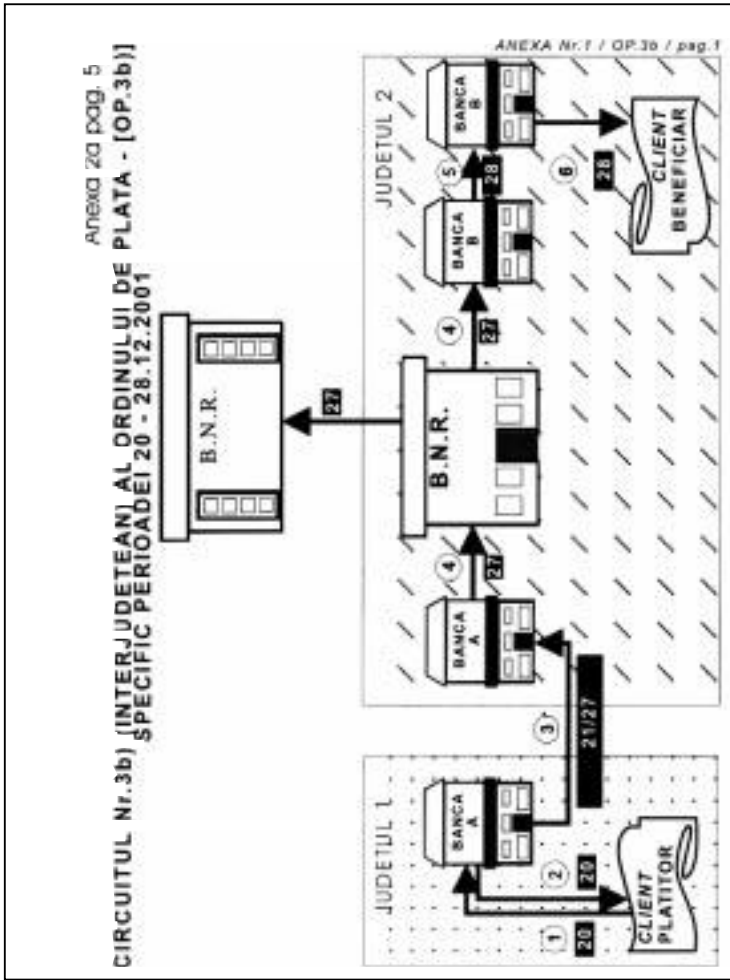 Anexa 2a pag. 5
CIRCUITUL Nr.3b) (INTERJUDETEAN) AL ORDINULUI DE PLATA - [OP.3b)]
SPECIFIC PERIOADEI 20 - 28.12.2001
ANEXA Nr.1 / OP.3b / pag.1
B.N.R.
27
JUDETUL 1
JUDETUL 2
BANCA A
BANCA A
B.N.R.
BANCA B
BANCA B
1
20
2
20
3
21/27
4
27
4
27
5
28
6
28
CLIENT PLATITOR
CLIENT BENEFICIAR